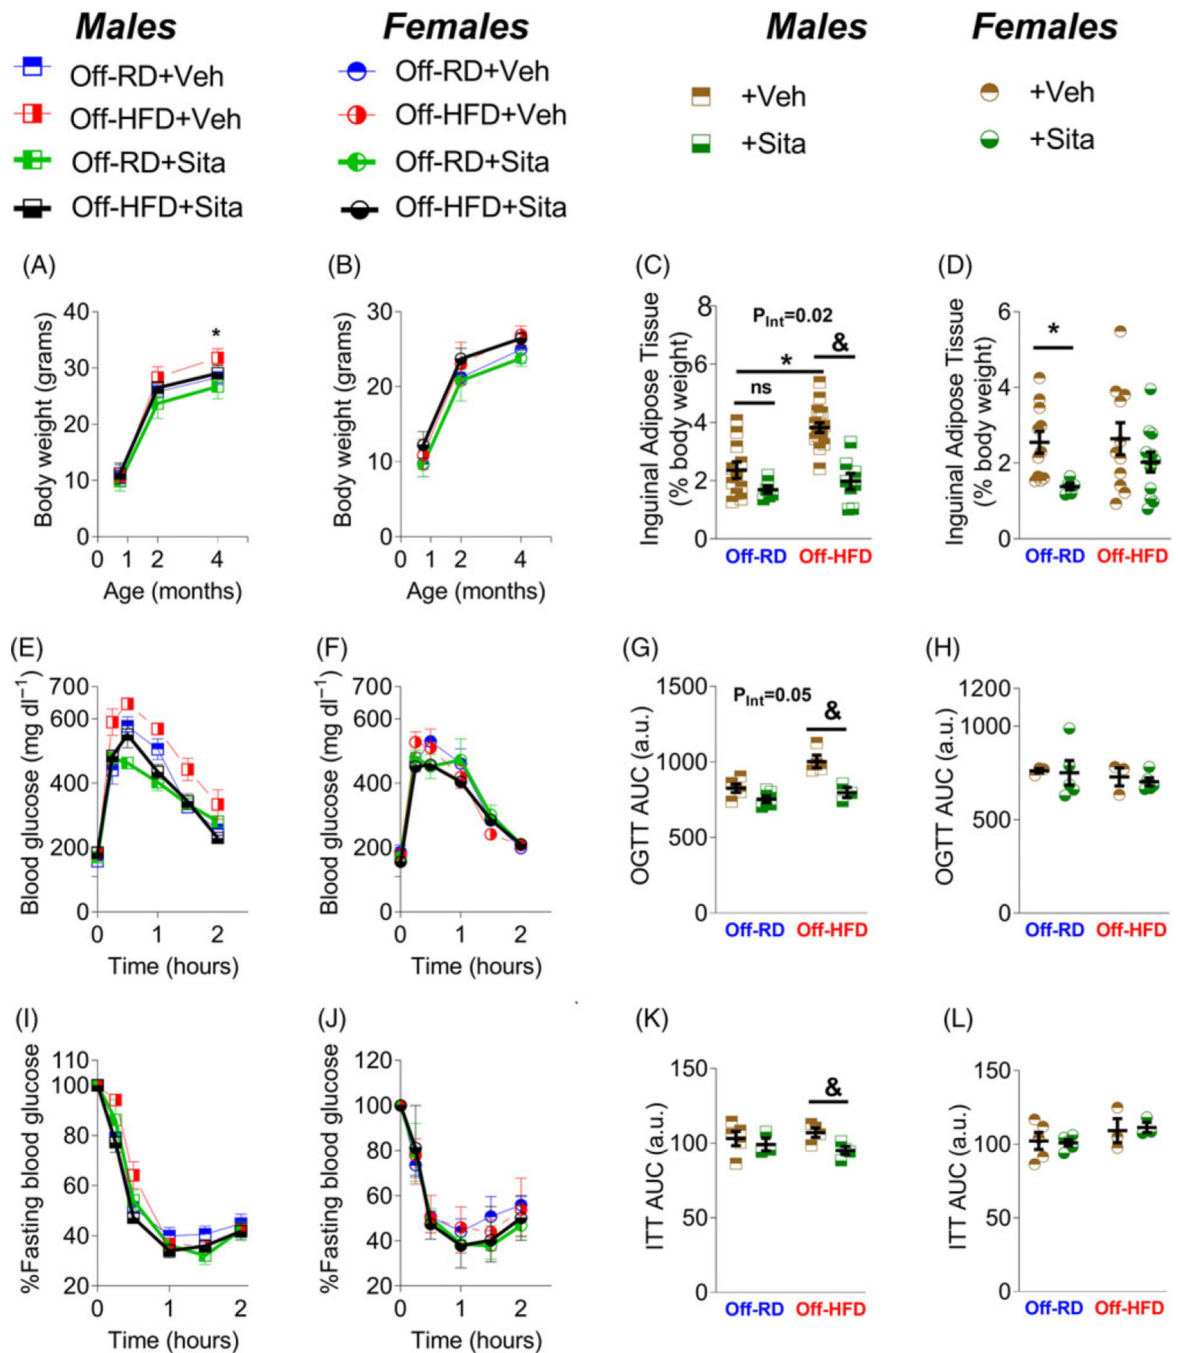 Males
Females
Males
Females
Off-RD+Veh
Off-HFD+Veh
Off-RD+Sita
Off-HFD+Sita
Off-RD+Veh
Off-HFD+Veh
Off-RD+Sita
Off-HFD+Sita
+Veh
+Sita
+Veh
+Sita
(A)
Body weight (grams)
40
30
20
10
0
*
0 1 2 4
Age (months)
(B)
Body weight (grams)
30
20
10
0
0 1 2 4
Age (months)
(C)
Inguinal Adipose Tissue
(% body weight)
8
6
4
2
0
PInt=0.02
&
*
ns
Off-RD Off-HFD
(D)
Inguinal Adipose Tissue
(% body weight)
6
4
2
0
*
Off-RD Off-HFD
(E)
Blood glucose (mg dl⁻¹)
700
600
400
200
0
0 1 2
Time (hours)
(F)
Blood glucose (mg dl⁻¹)
700
600
400
200
0
0 1 2
Time (hours)
(G)
OGTT AUC (a.u.)
1500
1000
500
0
PInt=0.05
&
Off-RD Off-HFD
(H)
OGTT AUC (a.u.)
1200
1000
500
0
Off-RD Off-HFD
(I)
%Fasting blood glucose
110
100
80
60
40
20
0 1 2
Time (hours)
(J)
%Fasting blood glucose
120
100
80
60
40
20
0 1 2
Time (hours)
(K)
ITT AUC (a.u.)
150
100
50
0
&
Off-RD Off-HFD
(L)
ITT AUC (a.u.)
150
100
50
0
Off-RD Off-HFD